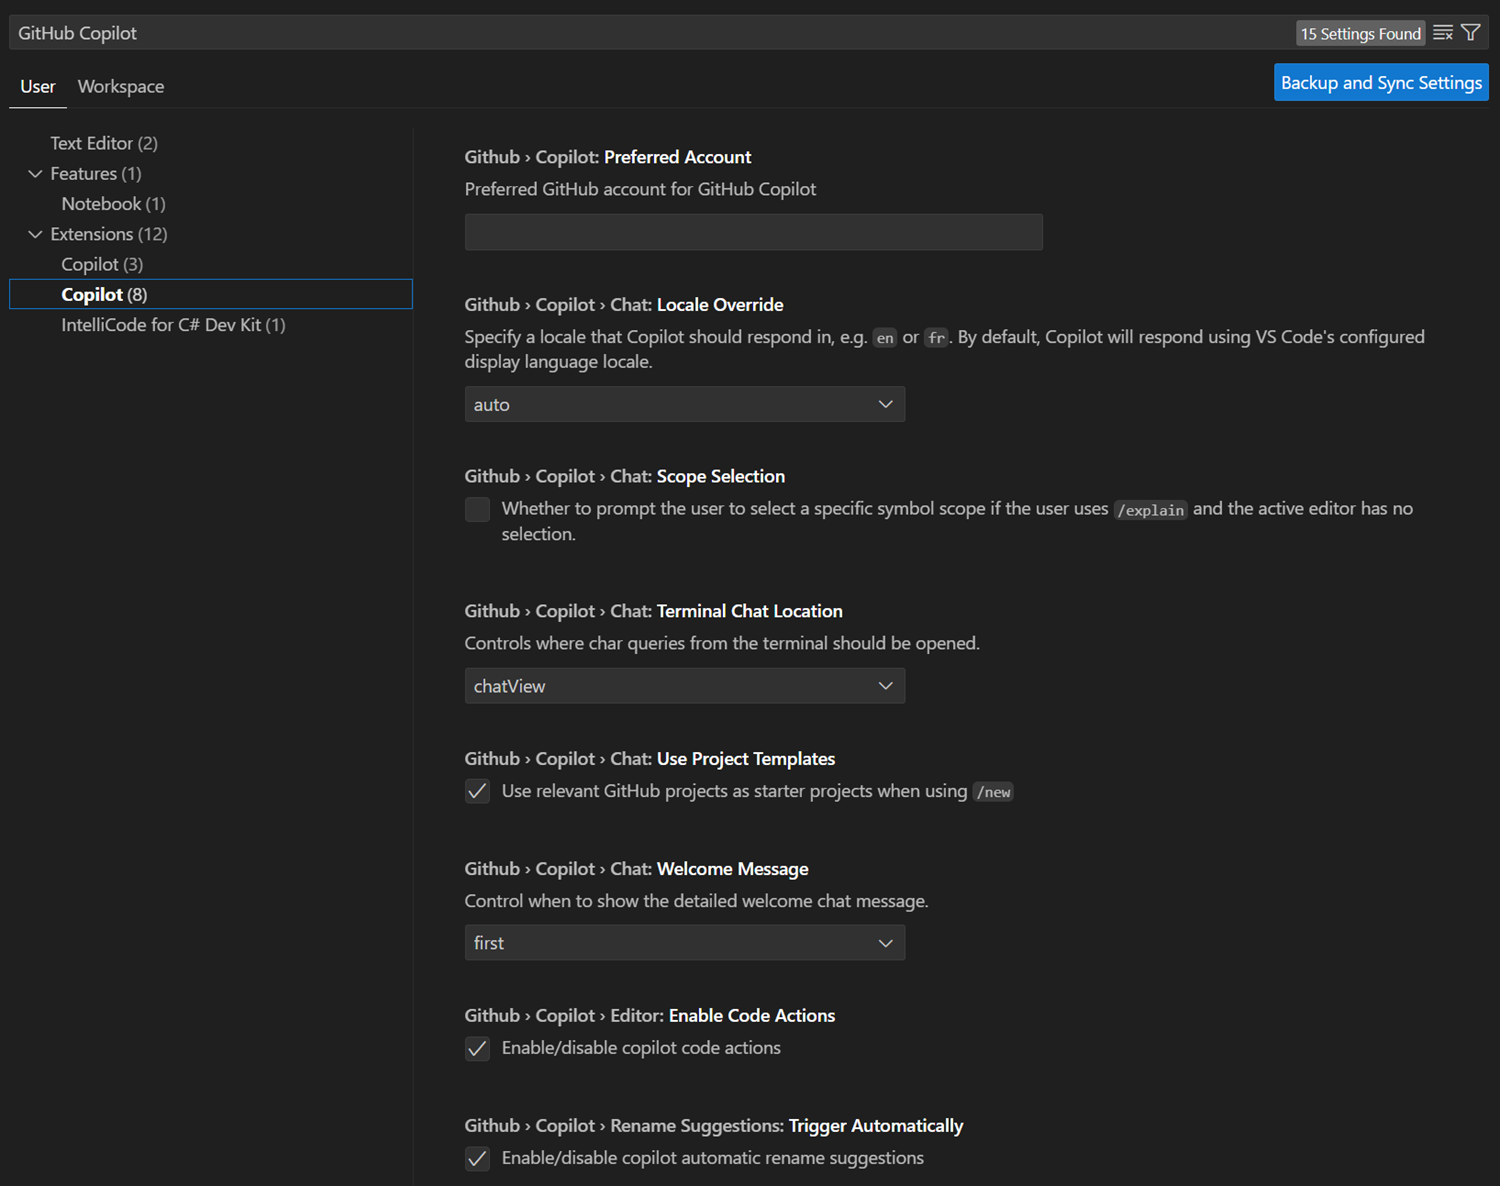 GitHub Copilot
15 Settings Found
User Workspace
Backup and Sync Settings
Text Editor (2)
Features (1)
Notebook (1)
Extensions (12)
Copilot (3)
Copilot (8)
IntelliCode for C# Dev Kit (1)
Github › Copilot: Preferred Account
Preferred GitHub account for GitHub Copilot
Github › Copilot › Chat: Locale Override
Specify a locale that Copilot should respond in, e.g. en or fr. By default, Copilot will respond using VS Code's configured
display language locale.
auto
Github › Copilot › Chat: Scope Selection
Whether to prompt the user to select a specific symbol scope if the user uses /explain and the active editor has no
selection.
Github › Copilot › Chat: Terminal Chat Location
Controls where char queries from the terminal should be opened.
chatView
Github › Copilot › Chat: Use Project Templates
Use relevant GitHub projects as starter projects when using /new
Github › Copilot › Chat: Welcome Message
Control when to show the detailed welcome chat message.
first
Github › Copilot › Editor: Enable Code Actions
Enable/disable copilot code actions
Github › Copilot › Rename Suggestions: Trigger Automatically
Enable/disable copilot automatic rename suggestions